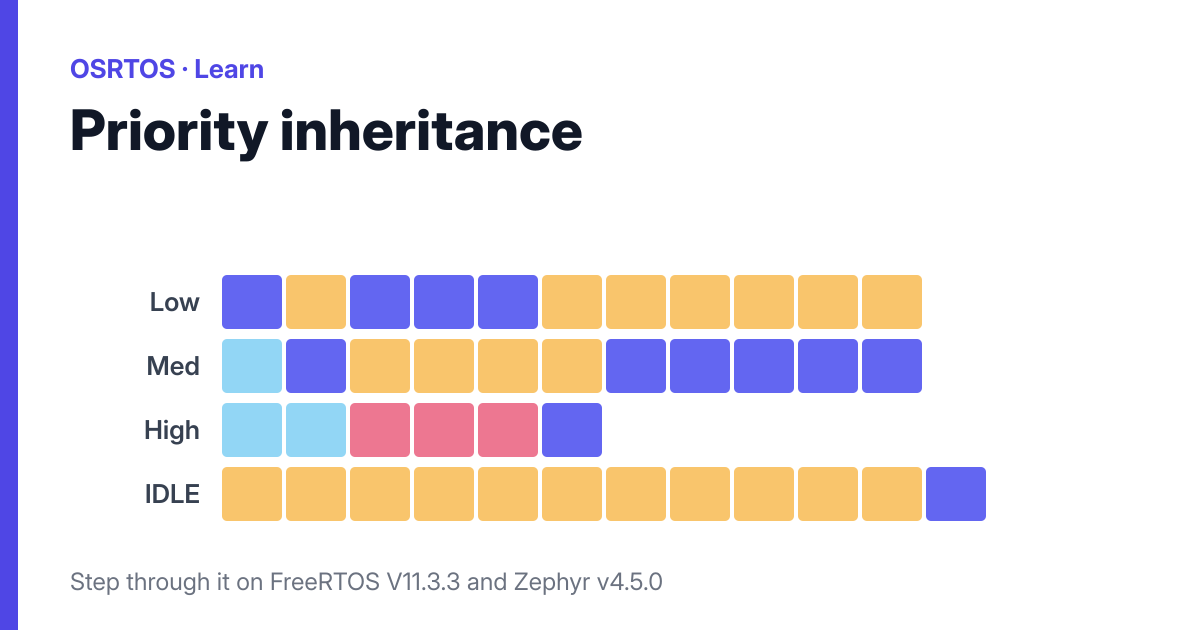 OSRTOS · Learn
Priority inheritance
Low
Med
High
IDLE
Step through it on FreeRTOS V11.3.3 and Zephyr v4.5.0